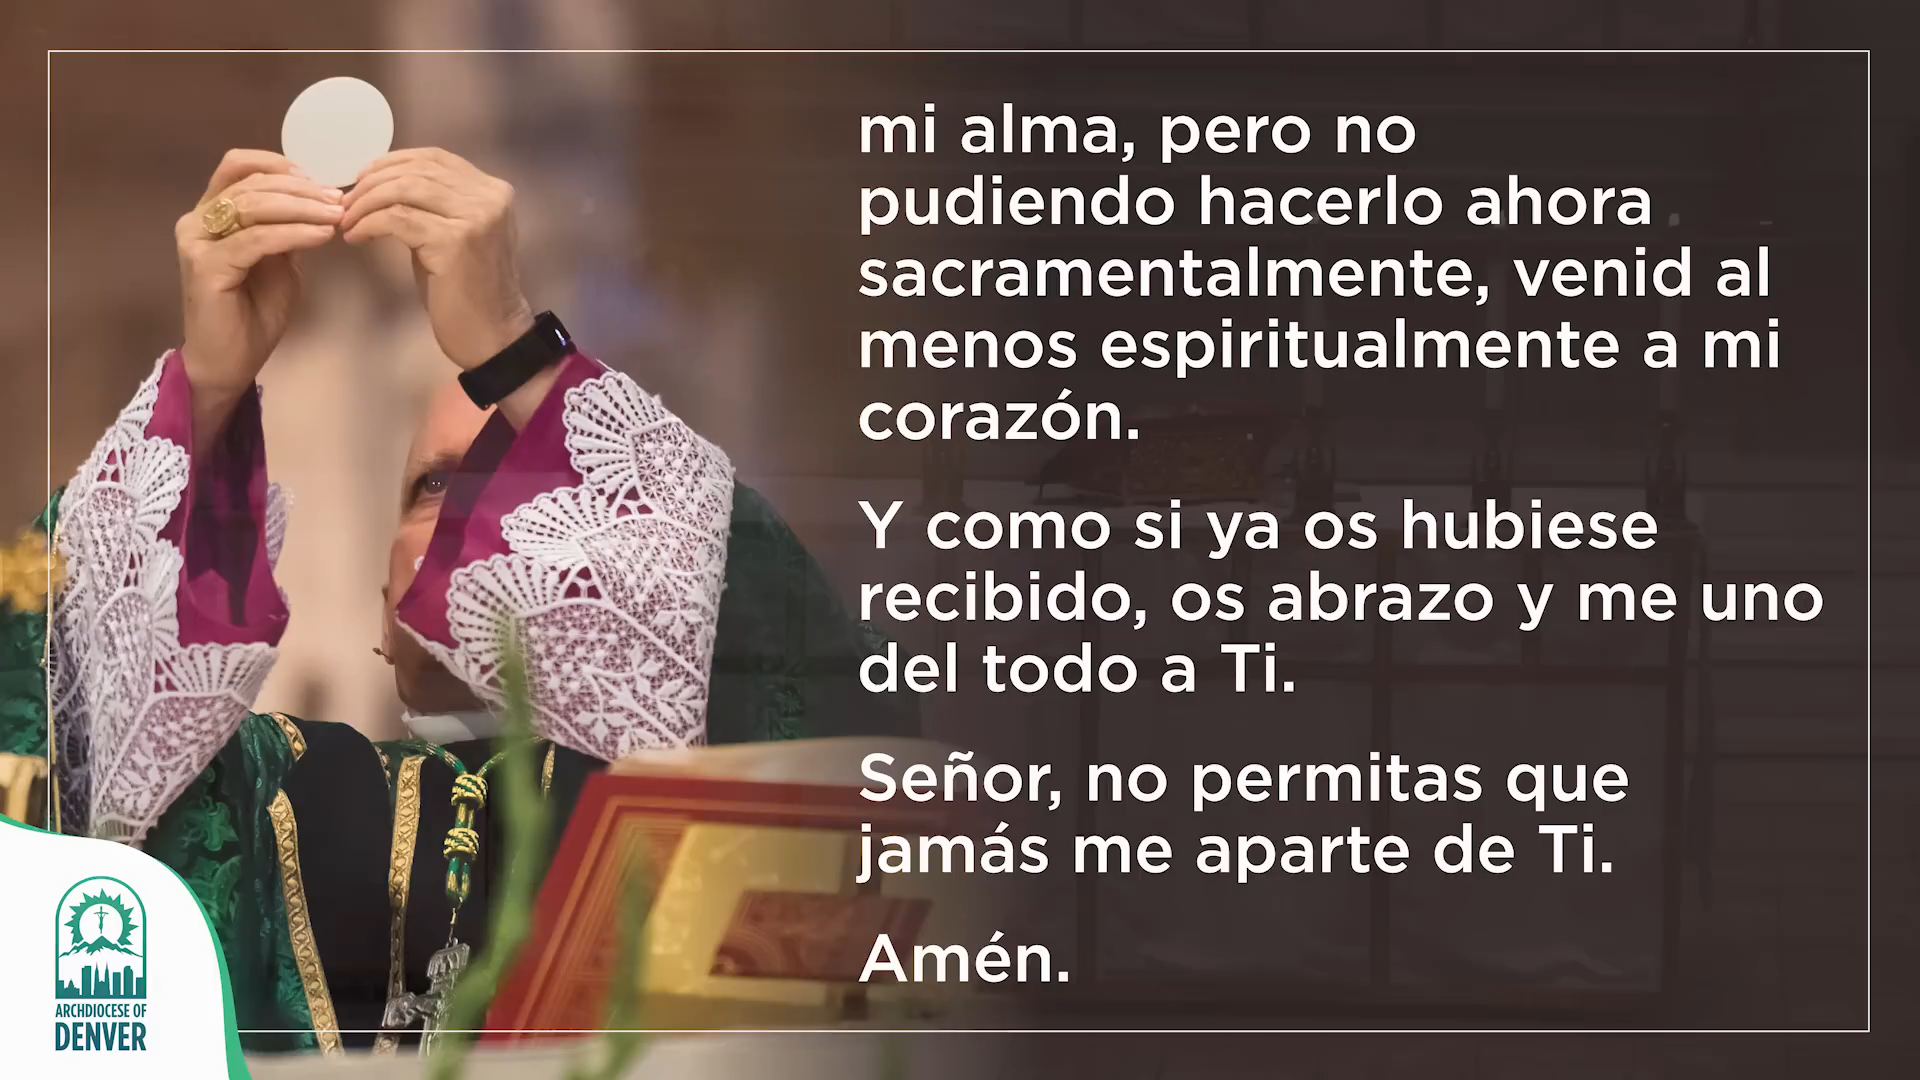 mi alma, pero no
pudiendo hacerlo ahora
sacramentalmente, venid al
menos espiritualmente a mi
corazón.
Y como si ya os hubiese
recibido, os abrazo y me uno
del todo a Ti.
Señor, no permitas que
jamás me aparte de Ti.
Amén.
ARCHDIOCESE OF
DENVER